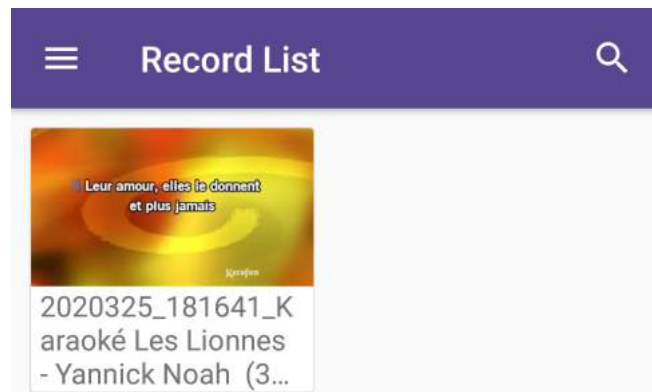 Record List
Leur amour, elles le donnent
et plus jamais
Karafun
2020325_181641_K
araoké Les Lionnes
- Yannick Noah (3...